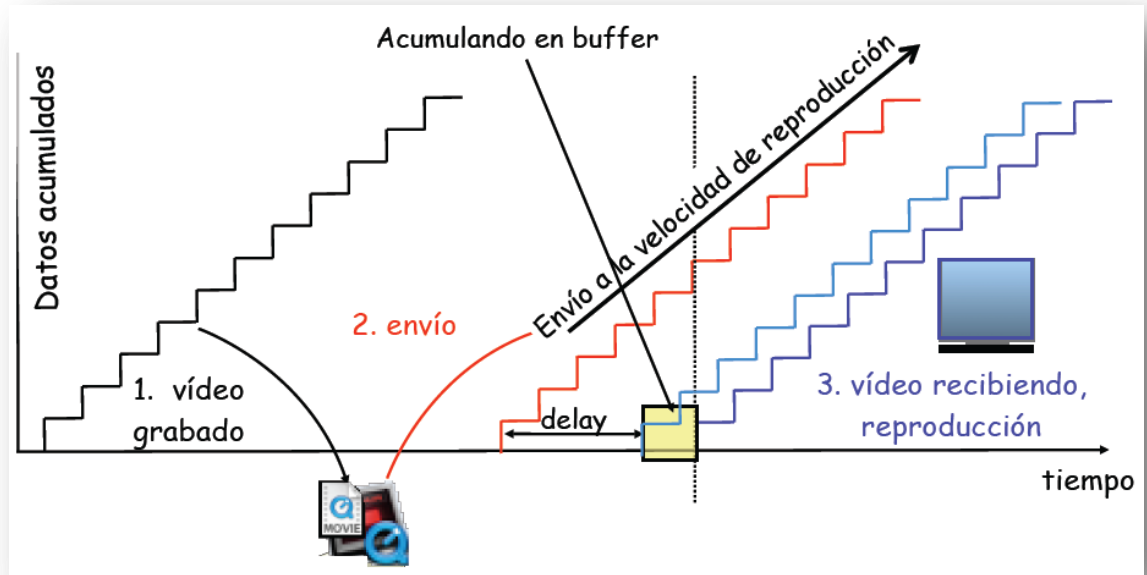 Acumulando en buffer
Datos acumulados
Envío a la velocidad de reproducción
2. envío
1. vídeo
grabado
delay
3. vídeo recibiendo,
reproducción
tiempo
MOVIE